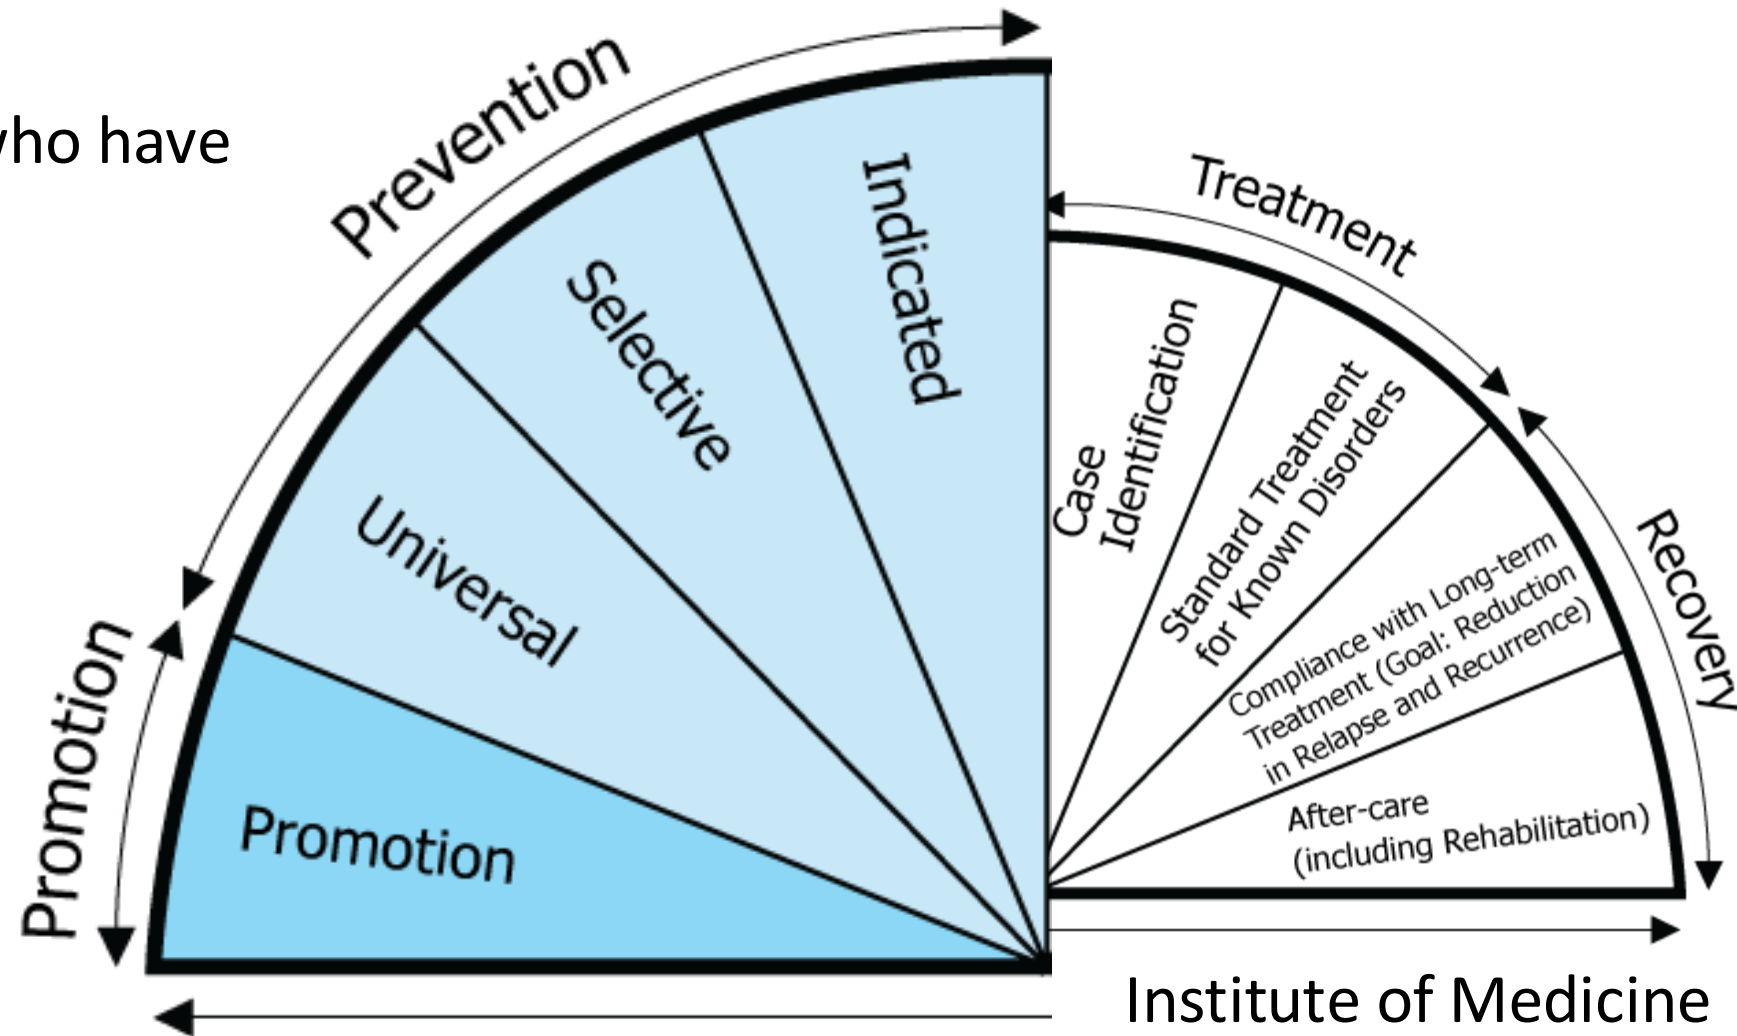 who have
Prevention
Promotion
Promotion
Universal
Selective
Indicated
Treatment
Case
Identification
Standard Treatment
for Known Disorders
Recovery
Compliance with Long-term
Treatment (Goal: Reduction
in Relapse and Recurrence)
After-care
(including Rehabilitation)
Institute of Medicine